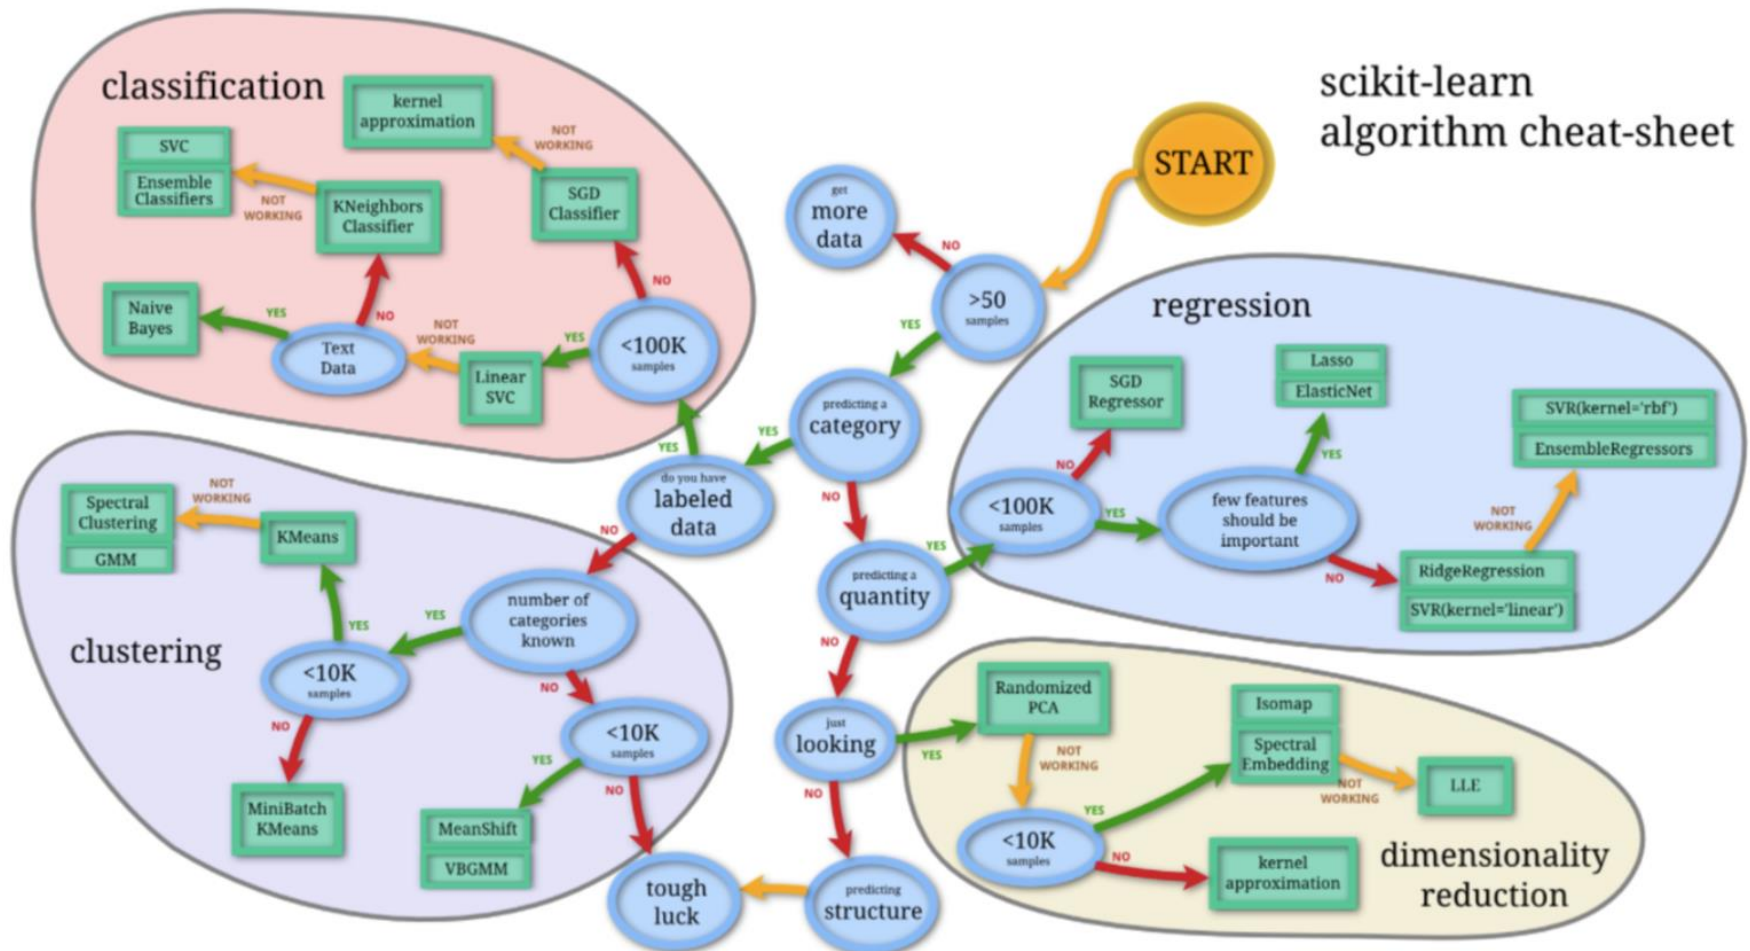 scikit-learn
algorithm cheat-sheet
START
classification
kernel
approximation
NOT
WORKING
SVC
Ensemble
Classifiers
NOT
WORKING
KNeighbors
Classifier
SGD
Classifier
NO
Naive
Bayes
YES
NO
Text
Data
NOT
WORKING
Linear
SVC
YES
<100K
samples
YES
get
more
data
NO
>50
samples
YES
predicting a
category
YES
do you have
labeled
data
NO
NO
predicting a
quantity
YES
NO
just
looking
YES
NO
predicting
structure
tough
luck
regression
SGD
Regressor
NO
<100K
samples
YES
Lasso
ElasticNet
YES
few features
should be
important
NO
SVR(kernel='rbf')
EnsembleRegressors
NOT
WORKING
RidgeRegression
SVR(kernel='linear')
clustering
Spectral
Clustering
GMM
NOT
WORKING
KMeans
YES
<10K
samples
NO
MiniBatch
KMeans
number of
categories
known
YES
NO
<10K
samples
YES
NO
MeanShift
VBGMM
Randomized
PCA
NOT
WORKING
<10K
samples
YES
NO
Isomap
Spectral
Embedding
NOT
WORKING
LLE
kernel
approximation
dimensionality
reduction